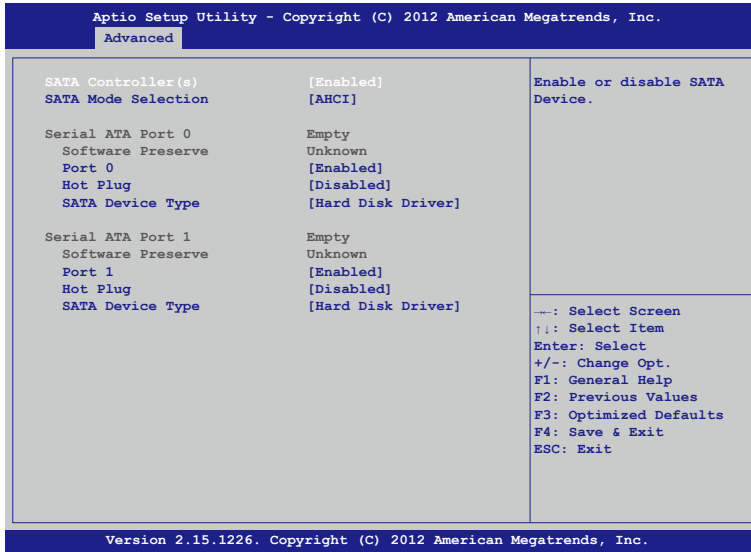 Aptio Setup Utility - Copyright (C) 2012 American Megatrends, Inc.
Advanced
SATA Controller(s) [Enabled]
SATA Mode Selection [AHCI]
Serial ATA Port 0 Empty
Software Preserve Unknown
Port 0 [Enabled]
Hot Plug [Disabled]
SATA Device Type [Hard Disk Driver]
Serial ATA Port 1 Empty
Software Preserve Unknown
Port 1 [Enabled]
Hot Plug [Disabled]
SATA Device Type [Hard Disk Driver]
Enable or disable SATA
Device.
→←: Select Screen
↑↓: Select Item
Enter: Select
+/-: Change Opt.
F1: General Help
F2: Previous Values
F3: Optimized Defaults
F4: Save & Exit
ESC: Exit
Version 2.15.1226. Copyright (C) 2012 American Megatrends, Inc.